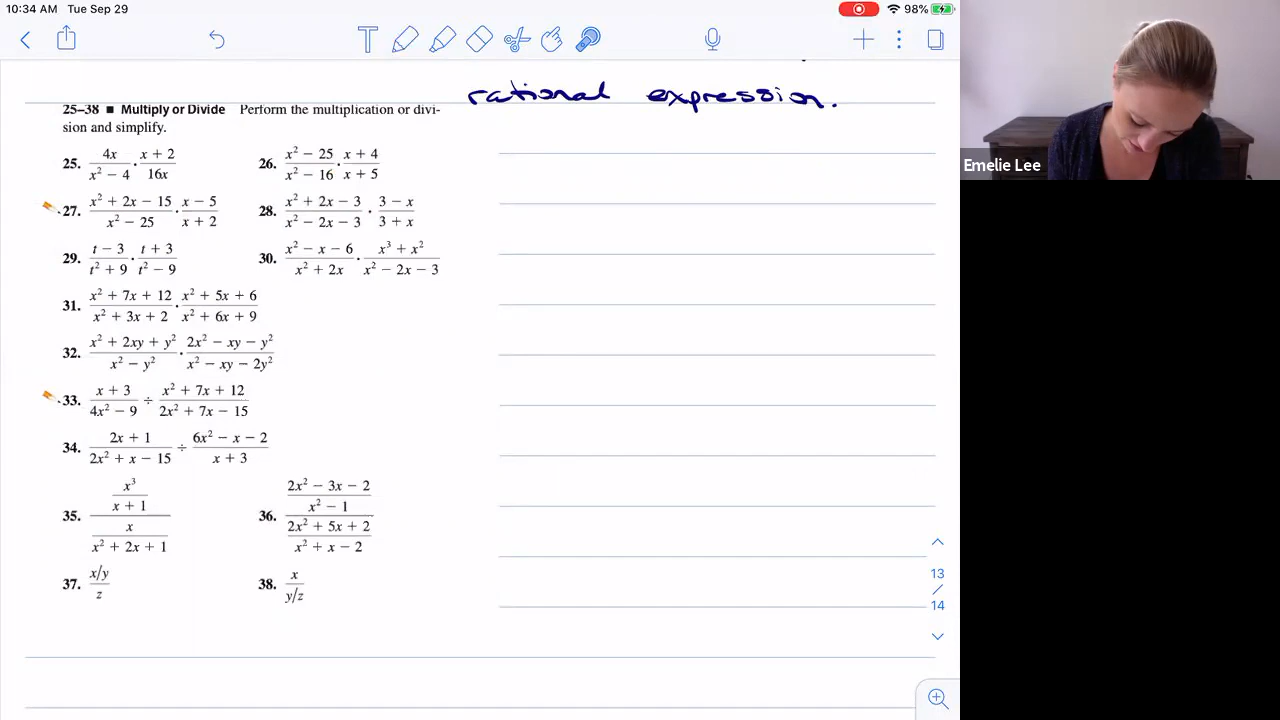 10:34 AM Tue Sep 29
98%
rational expression.
25–38 ■ Multiply or Divide Perform the multiplication or divi-
sion and simplify.
25. 4x / (x² − 4) · (x + 2) / 16x
26. (x² − 25) / (x² − 16) · (x + 4) / (x + 5)
27. (x² + 2x − 15) / (x² − 25) · (x − 5) / (x + 2)
28. (x² + 2x − 3) / (x² − 2x − 3) · (3 − x) / (3 + x)
29. (t − 3) / (t² + 9) · (t + 3) / (t² − 9)
30. (x² − x − 6) / (x² + 2x) · (x³ + x²) / (x² − 2x − 3)
31. (x² + 7x + 12) / (x² + 3x + 2) · (x² + 5x + 6) / (x² + 6x + 9)
32. (x² + 2xy + y²) / (x² − y²) · (2x² − xy − y²) / (x² − xy − 2y²)
33. (x + 3) / (4x² − 9) ÷ (x² + 7x + 12) / (2x² + 7x − 15)
34. (2x + 1) / (2x² + x − 15) ÷ (6x² − x − 2) / (x + 3)
35. (x³ / (x + 1)) / (x / (x² + 2x + 1))
36. ((2x² − 3x − 2) / (x² − 1)) / ((2x² + 5x + 2) / (x² + x − 2))
37. (x/y) / z
38. x / (y/z)
13
/
14
Emelie Lee